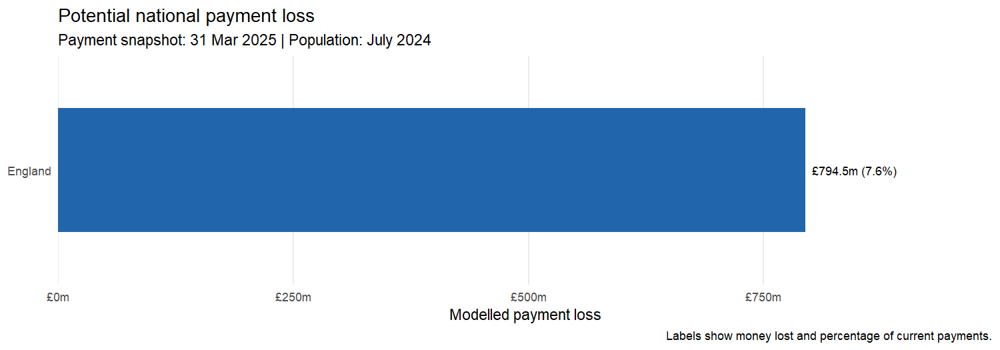 Potential national payment loss
Payment snapshot: 31 Mar 2025 | Population: July 2024
England
£794.5m (7.6%)
£0m
£250m
£500m
£750m
Modelled payment loss
Labels show money lost and percentage of current payments.